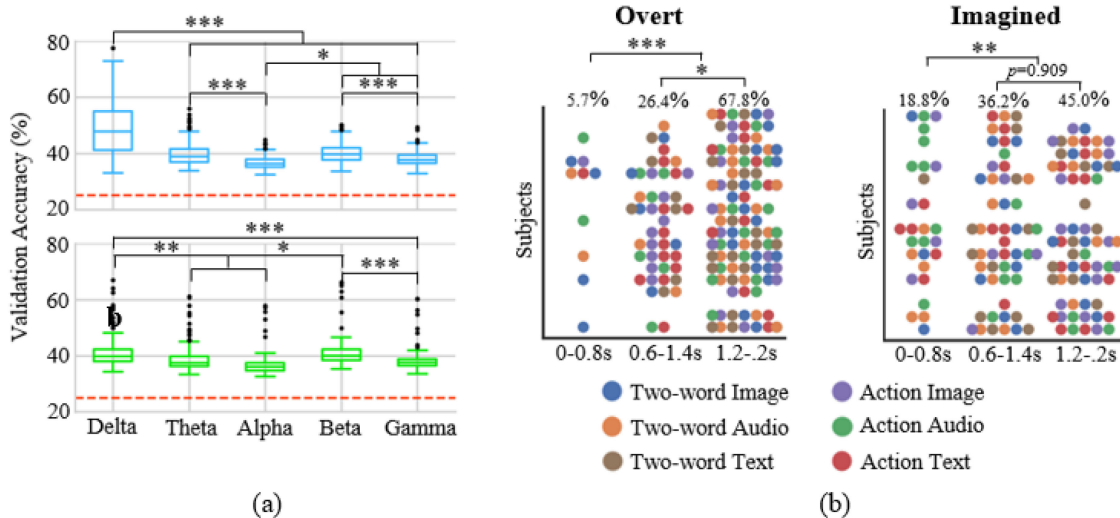 Overt Imagined
***
*
***
***
80
60
40
20
***
*
5.7% 26.4% 67.8%
**
p=0.909
18.8% 36.2% 45.0%
Validation Accuracy (%)
***
**
*
***
80
60
40
20
b
Delta Theta Alpha Beta Gamma
Subjects
0–0.8s 0.6–1.4s 1.2–.2s
Subjects
0–0.8s 0.6–1.4s 1.2–.2s
Two-word Image Action Image
Two-word Audio Action Audio
Two-word Text Action Text
(a) (b)